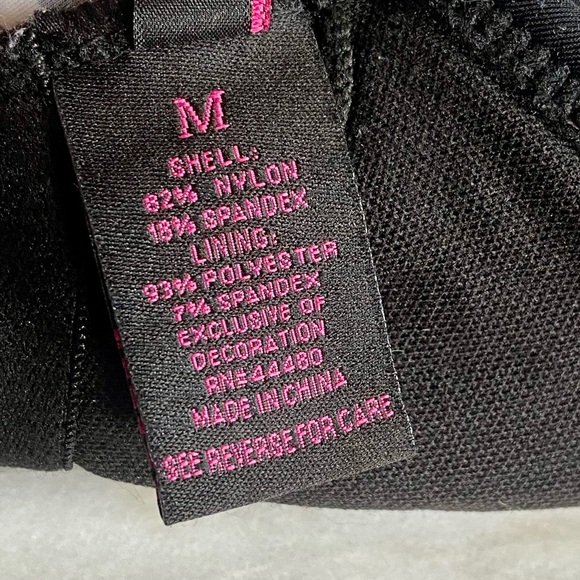 M
SHELL:
82% NYLON
18% SPANDEX
LINING:
93% POLYESTER
7% SPANDEX
EXCLUSIVE OF
DECORATION
RN#44480
MADE IN CHINA
SEE REVERSE FOR CARE